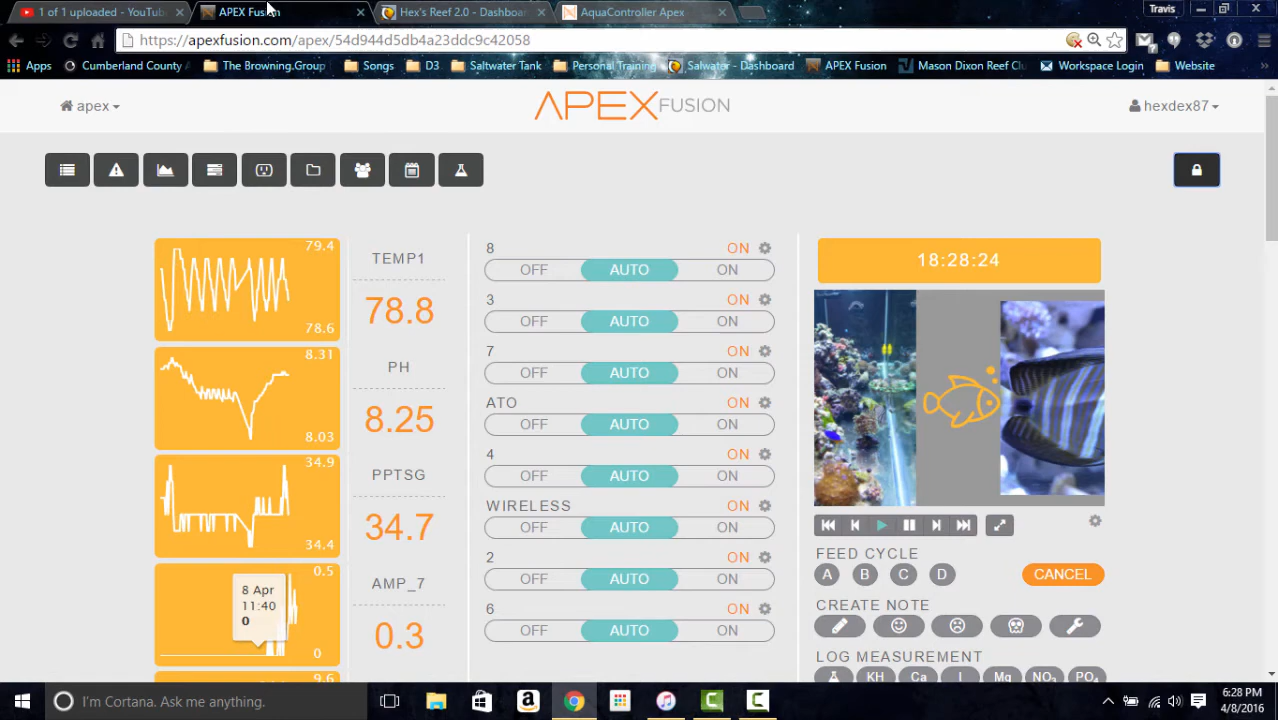 1 of 1 uploaded - YouTub
APEX Fusion
Hex's Reef 2.0 - Dashboa
AquaController Apex
Travis
https://apexfusion.com/apex/54d944d5db4a23ddc9c42058
Apps
Cumberland County A
The Browning.Group
Songs
D3
Saltwater Tank
Personal Training
Salwater - Dashboard
APEX Fusion
Mason Dixon Reef Clu
Workspace Login
Website
apex
APEX FUSION
hexdex87
79.4
78.6
TEMP1
78.8
8.31
8.03
PH
8.25
34.9
34.4
PPTSG
34.7
0.5
0
8 Apr
11:40
0
AMP_7
0.3
9.6
8 ON
OFF AUTO ON
3 ON
OFF AUTO ON
7 ON
OFF AUTO ON
ATO ON
OFF AUTO ON
4 ON
OFF AUTO ON
WIRELESS ON
OFF AUTO ON
2 ON
OFF AUTO ON
6 ON
OFF AUTO ON
18:28:24
FEED CYCLE
A B C D CANCEL
CREATE NOTE
LOG MEASUREMENT
KH Ca I Mg NO3 PO4
I'm Cortana. Ask me anything.
6:28 PM
4/8/2016